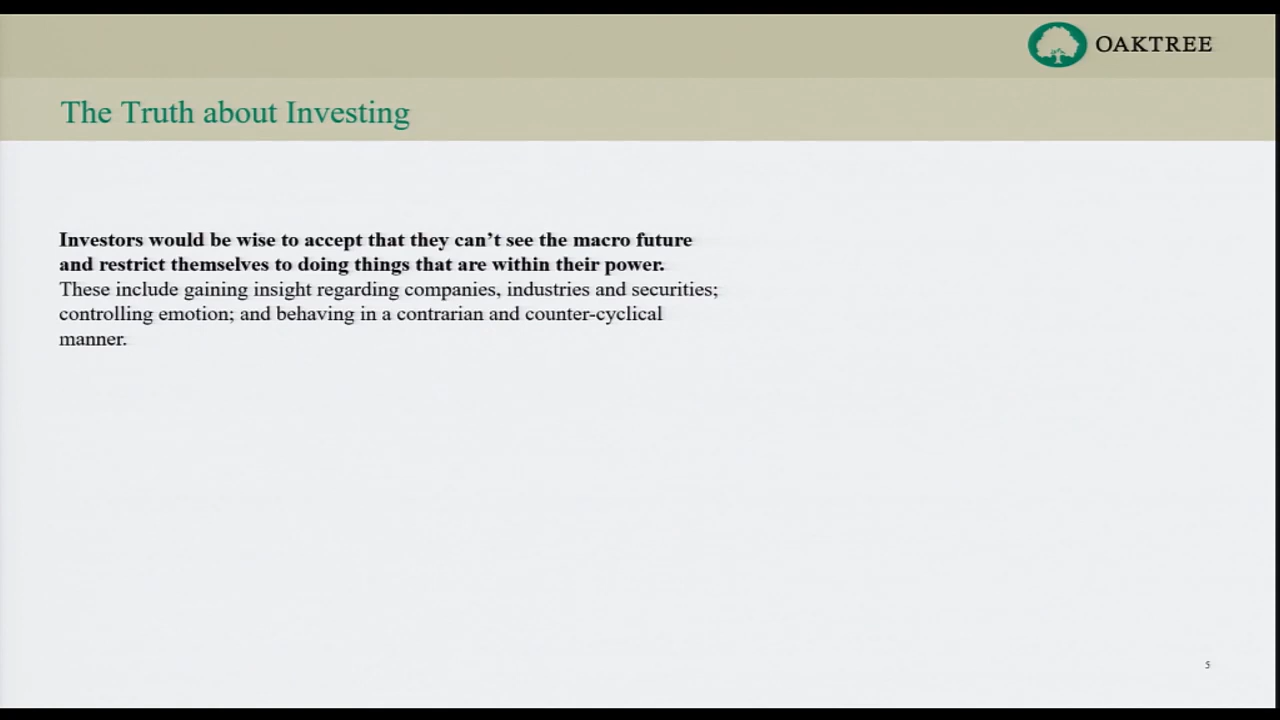 OAKTREE
The Truth about Investing
Investors would be wise to accept that they can’t see the macro future
and restrict themselves to doing things that are within their power.
These include gaining insight regarding companies, industries and securities;
controlling emotion; and behaving in a contrarian and counter-cyclical
manner.
5